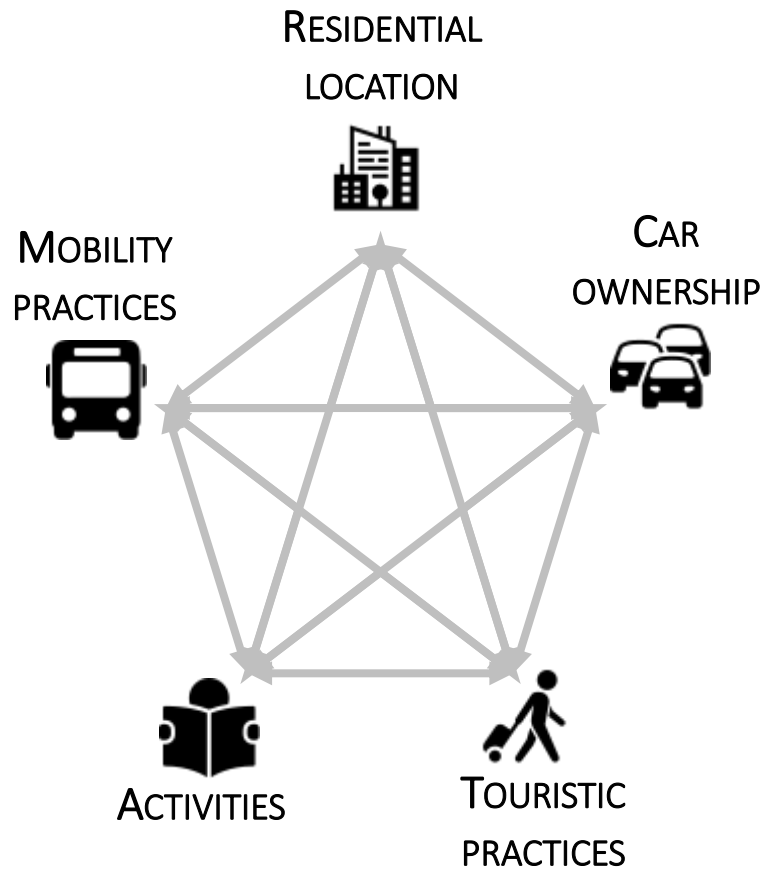 RESIDENTIAL
LOCATION
MOBILITY
PRACTICES
CAR
OWNERSHIP
ACTIVITIES
TOURISTIC
PRACTICES